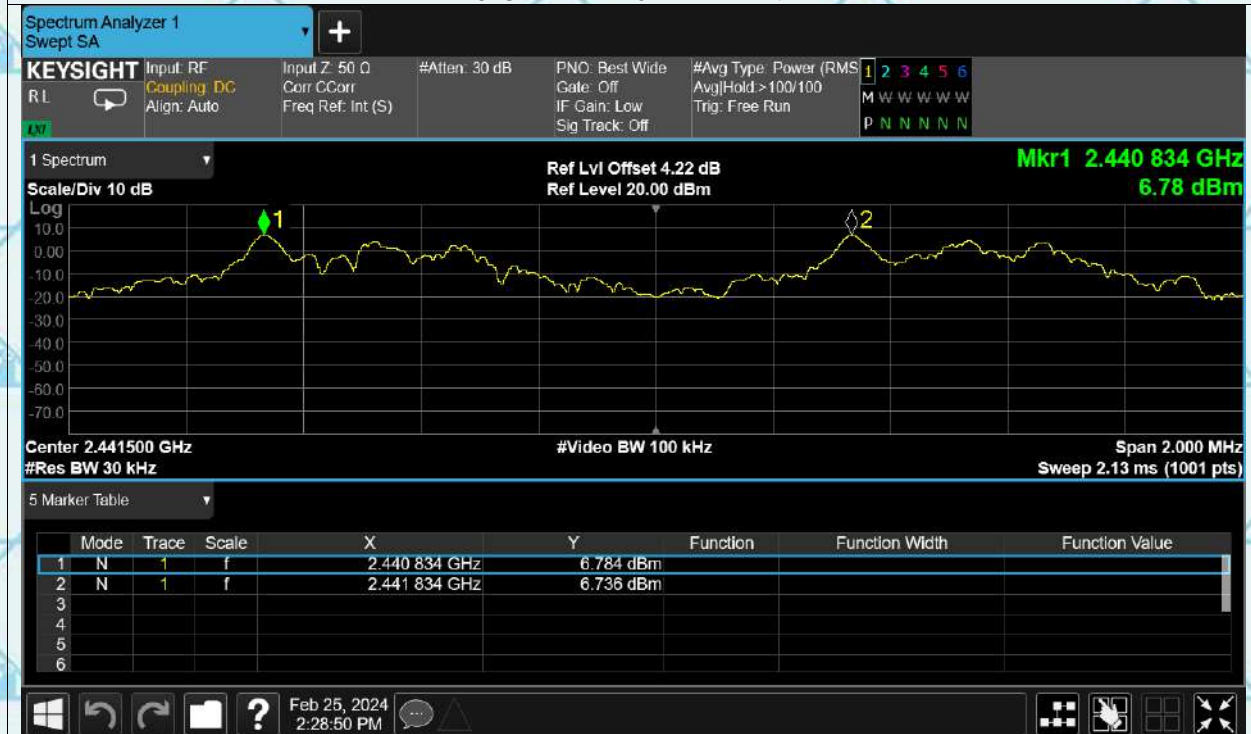 Spectrum Analyzer 1
Swept SA
+
KEYSIGHT
RL
LXI
Input: RF
Coupling: DC
Align: Auto
Input Z: 50 Ω
Corr CCorr
Freq Ref: Int (S)
#Atten: 30 dB
PNO: Best Wide
Gate: Off
IF Gain: Low
Sig Track: Off
#Avg Type: Power (RMS
Avg|Hold:>100/100
Trig: Free Run
1 2 3 4 5 6
M W W W W W
P N N N N N
1 Spectrum
Scale/Div 10 dB
Ref Lvl Offset 4.22 dB
Ref Level 20.00 dBm
Mkr1 2.440 834 GHz
6.78 dBm
Log
10.0
0.00
-10.0
-20.0
-30.0
-40.0
-50.0
-60.0
-70.0
1
2
Center 2.441500 GHz
#Res BW 30 kHz
#Video BW 100 kHz
Span 2.000 MHz
Sweep 2.13 ms (1001 pts)
5 Marker Table
Mode Trace Scale X Y Function Function Width Function Value
1 N 1 f 2.440 834 GHz 6.784 dBm
2 N 1 f 2.441 834 GHz 6.736 dBm
3
4
5
6
?
Feb 25, 2024
2:28:50 PM